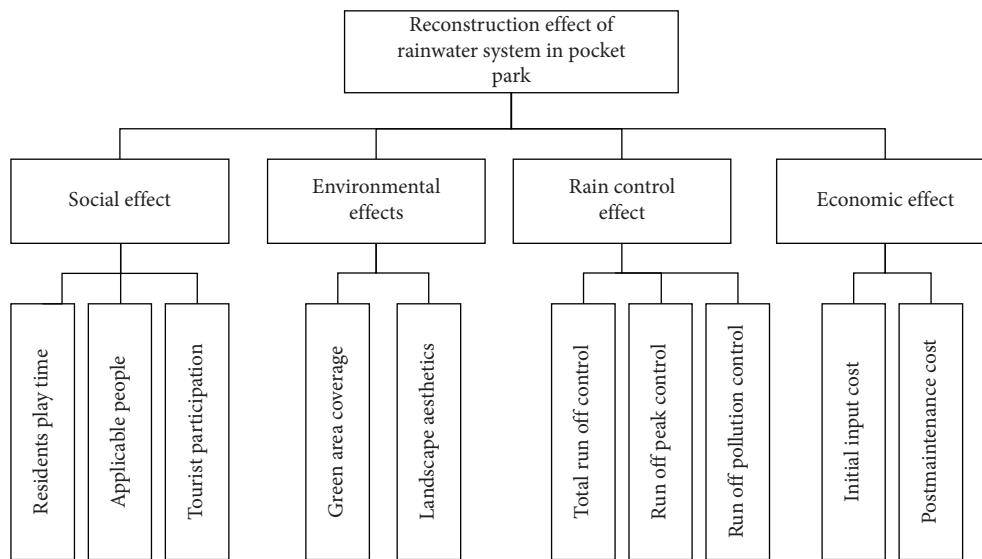 Reconstruction effect of
rainwater system in pocket
park
Social effect
Environmental
effects
Rain control
effect
Economic effect
Residents play time
Applicable people
Tourist participation
Green area coverage
Landscape aesthetics
Total run off control
Run off peak control
Run off pollution control
Initial input cost
Postmaintenance cost